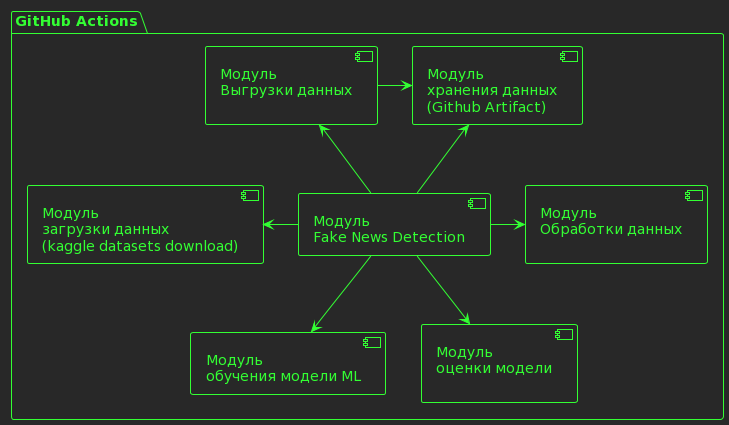 GitHub Actions
Модуль
Выгрузки данных
Модуль
хранения данных
(Github Artifact)
Модуль
загрузки данных
(kaggle datasets download)
Модуль
Fake News Detection
Модуль
Обработки данных
Модуль
обучения модели ML
Модуль
оценки модели